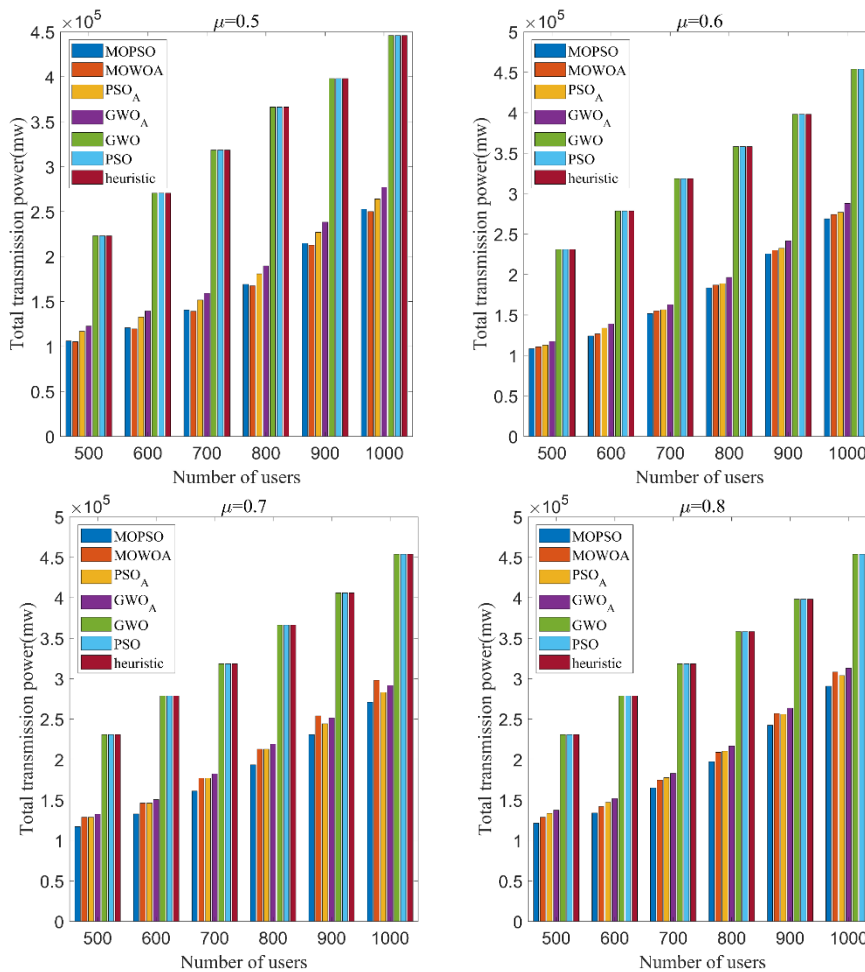 ×10^5
μ=0.5
4.5
4
3.5
3
2.5
2
1.5
1
0.5
0
Total transmission power(mw)
MOPSO
MOWOA
PSO_A
GWO_A
GWO
PSO
heuristic
500 600 700 800 900 1000
Number of users
×10^5
μ=0.6
5
4.5
4
3.5
3
2.5
2
1.5
1
0.5
0
Total transmission power(mw)
MOPSO
MOWOA
PSO_A
GWO_A
GWO
PSO
heuristic
500 600 700 800 900 1000
Number of users
×10^5
μ=0.7
5
4.5
4
3.5
3
2.5
2
1.5
1
0.5
0
Total transmission power(mw)
MOPSO
MOWOA
PSO_A
GWO_A
GWO
PSO
heuristic
500 600 700 800 900 1000
Number of users
×10^5
μ=0.8
5
4.5
4
3.5
3
2.5
2
1.5
1
0.5
0
Total transmission power(mw)
MOPSO
MOWOA
PSO_A
GWO_A
GWO
PSO
heuristic
500 600 700 800 900 1000
Number of users